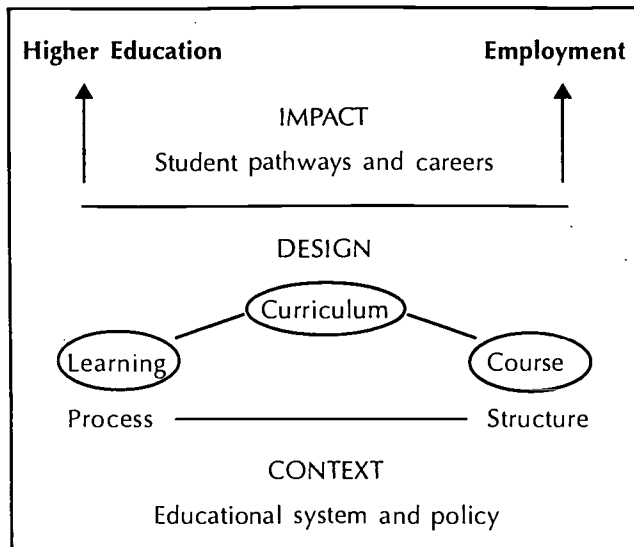 Higher Education Employment
IMPACT
Student pathways and careers
DESIGN
Curriculum
Learning Course
Process Structure
CONTEXT
Educational system and policy